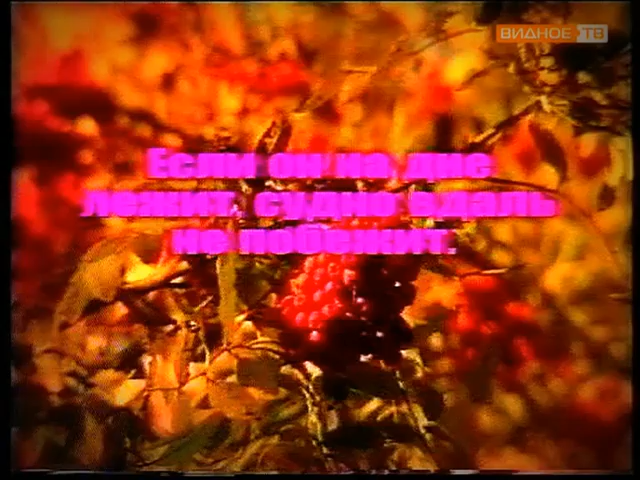 ВИДНОЕ ТВ
Если он на дне
лежит, судно вдаль
не побежит.